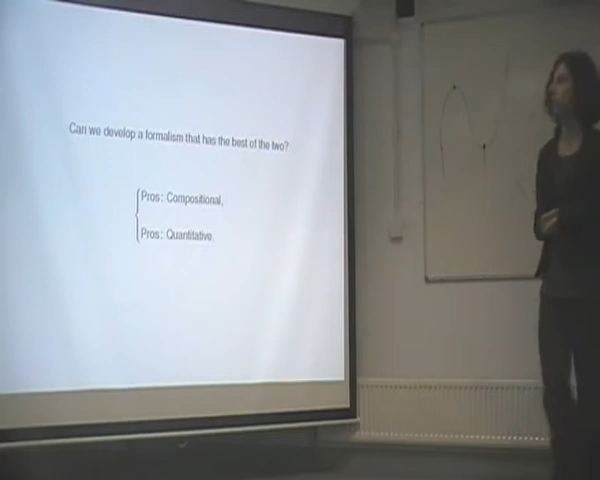 Can we develop a formalism that has the best of the two?
Pros: Compositional,
Pros: Quantitative.